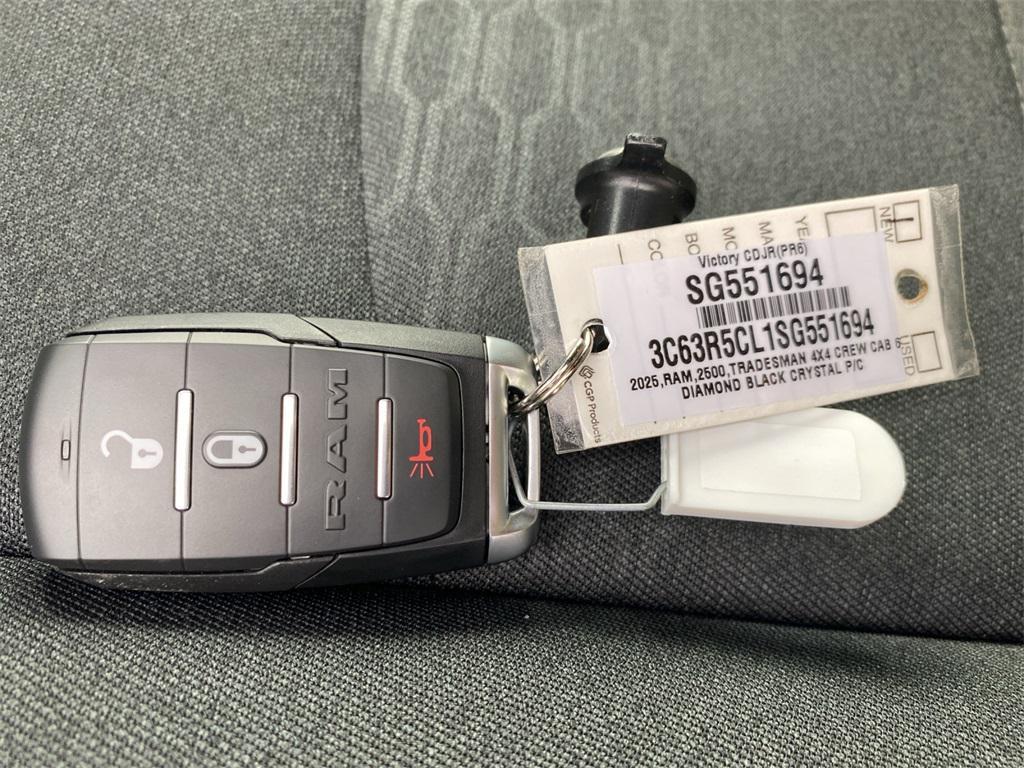 RAM
NEW
USED
Victory CDJR(PR6)
SG551694
3C63R5CL1SG551694
2025,RAM,2500,TRADESMAN 4X4 CREW CAB 6
DIAMOND BLACK CRYSTAL P/C
CGP Products